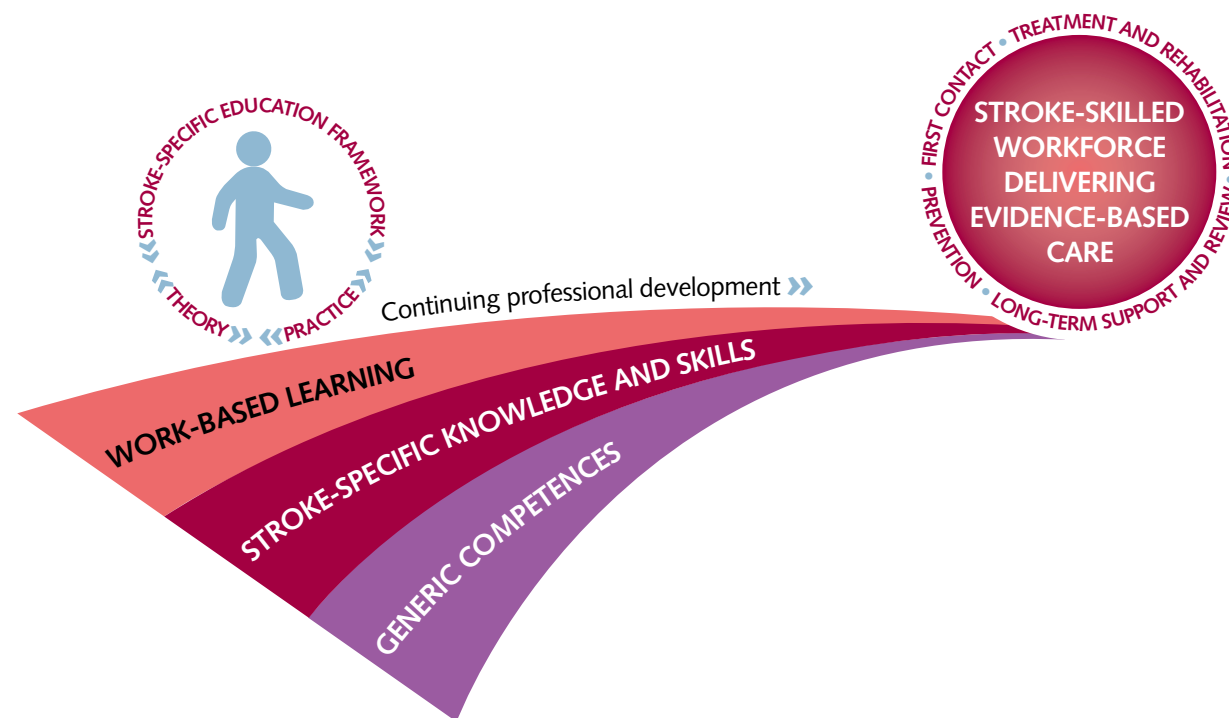 STROKE-SPECIFIC EDUCATION FRAMEWORK
THEORY
PRACTICE
Continuing professional development
WORK-BASED LEARNING
STROKE-SPECIFIC KNOWLEDGE AND SKILLS
GENERIC COMPETENCES
PREVENTION • FIRST CONTACT • TREATMENT AND REHABILITATION • LONG-TERM SUPPORT AND REVIEW •
STROKE-SKILLED
WORKFORCE
DELIVERING
EVIDENCE-BASED
CARE